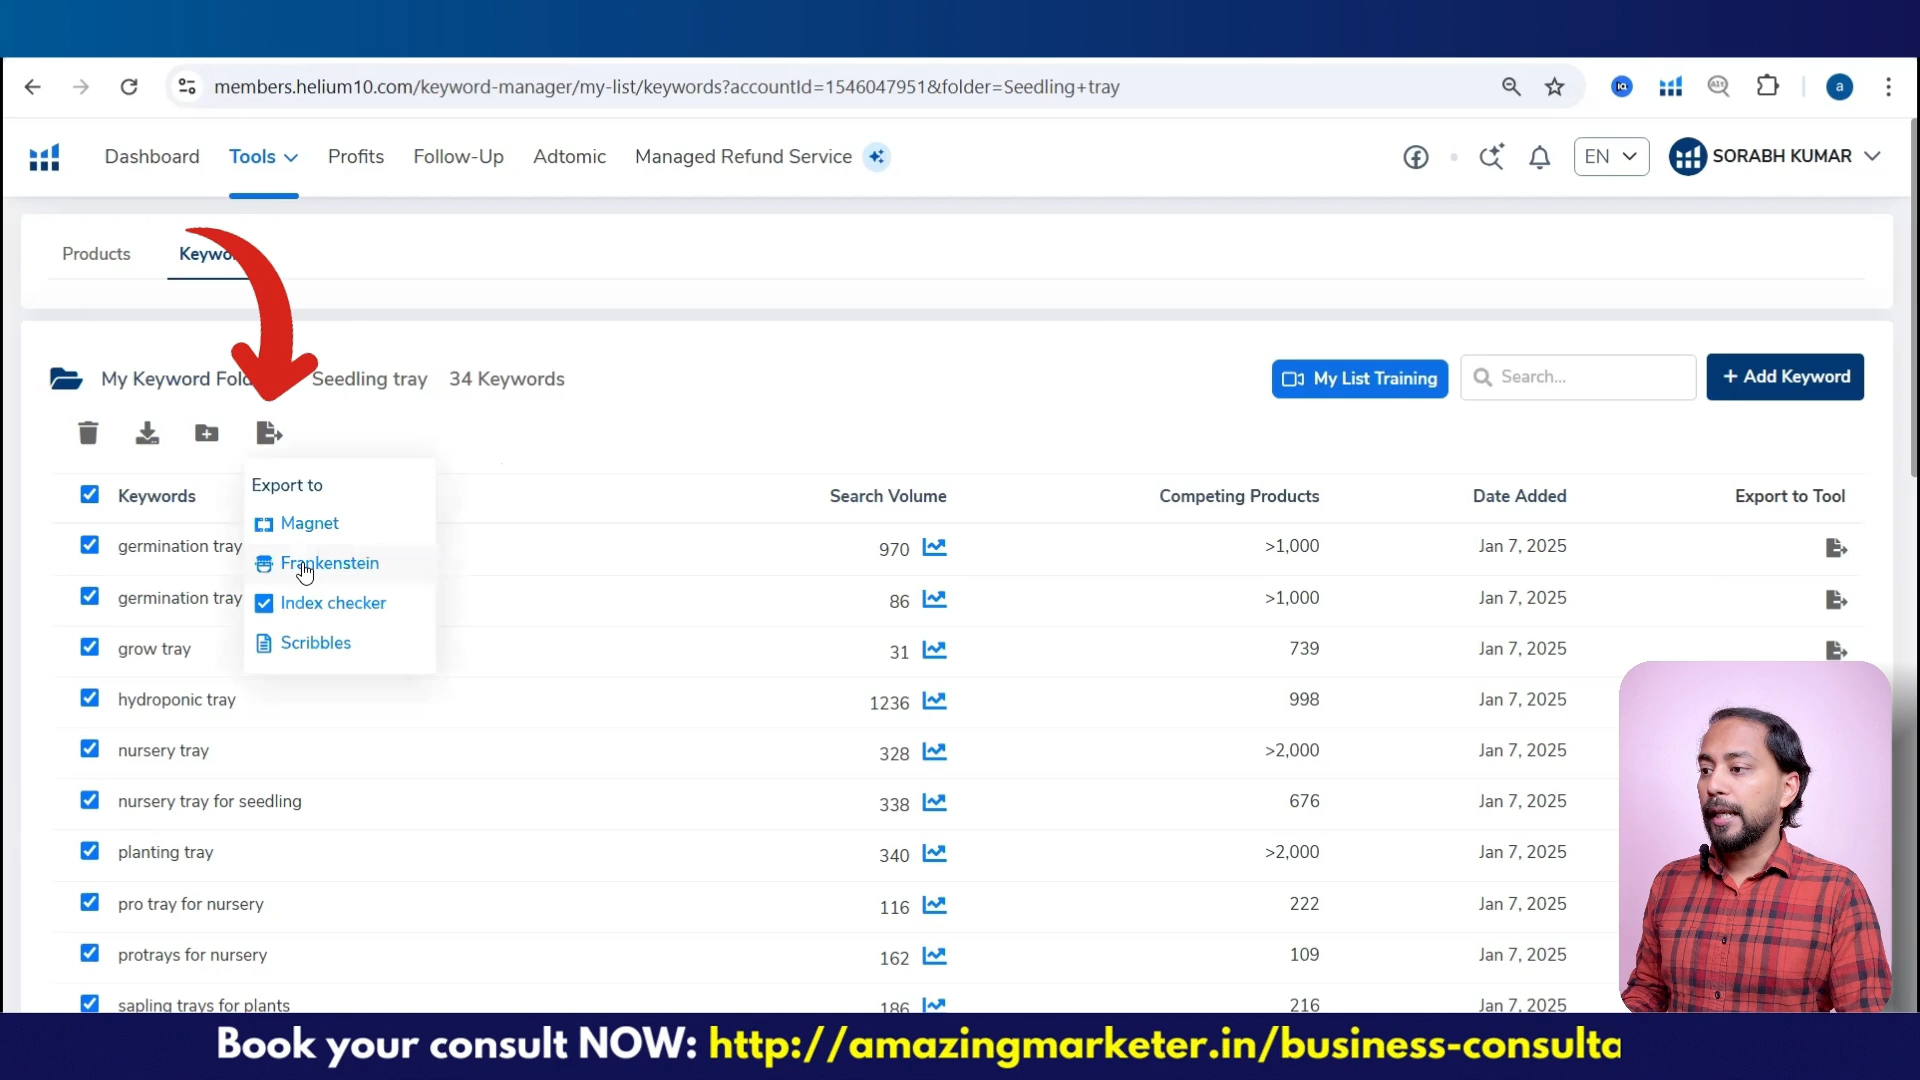 members.helium10.com/keyword-manager/my-list/keywords?accountId=1546047951&folder=Seedling+tray
a
Dashboard Tools Profits Follow-Up Adtomic Managed Refund Service EN SORABH KUMAR
Products
My Keyword Seedling tray 34 Keywords My List Training Search... + Add Keyword
Export to
Keywords Search Volume Competing Products Date Added Export to Tool
Magnet
germination tray 970 >1,000 Jan 7, 2025
Frankenstein
germination tray 86 >1,000 Jan 7, 2025
Index checker
grow tray 31 739 Jan 7, 2025
Scribbles
hydroponic tray 1236 998 Jan 7, 2025
nursery tray 328 >2,000 Jan 7, 2025
nursery tray for seedling 338 676 Jan 7, 2025
planting tray 340 >2,000 Jan 7, 2025
pro tray for nursery 116 222 Jan 7, 2025
protrays for nursery 162 109 Jan 7, 2025
sapling trays for plants 186 216 Jan 7, 2025
Book your consult NOW: http://amazingmarketer.in/business-consulta